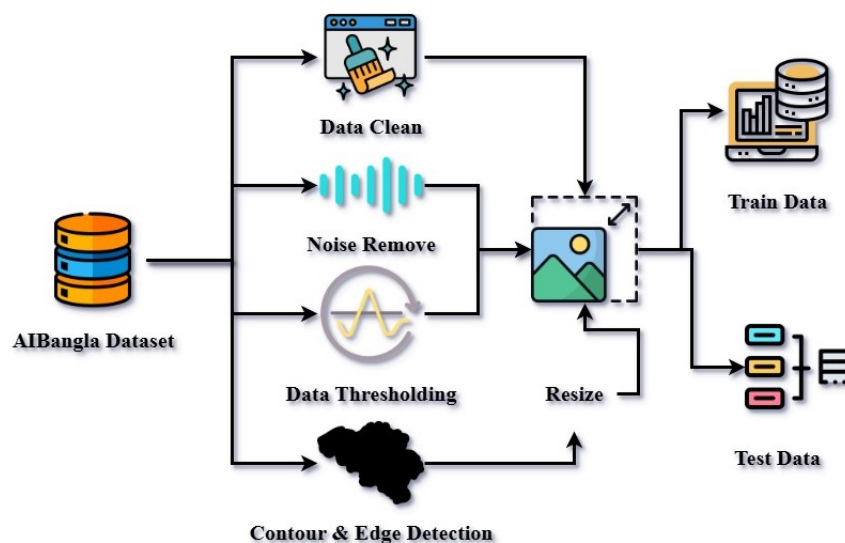 Data Clean
Train Data
Noise Remove
AIBangla Dataset
Data Thresholding
Resize
Test Data
Contour & Edge Detection